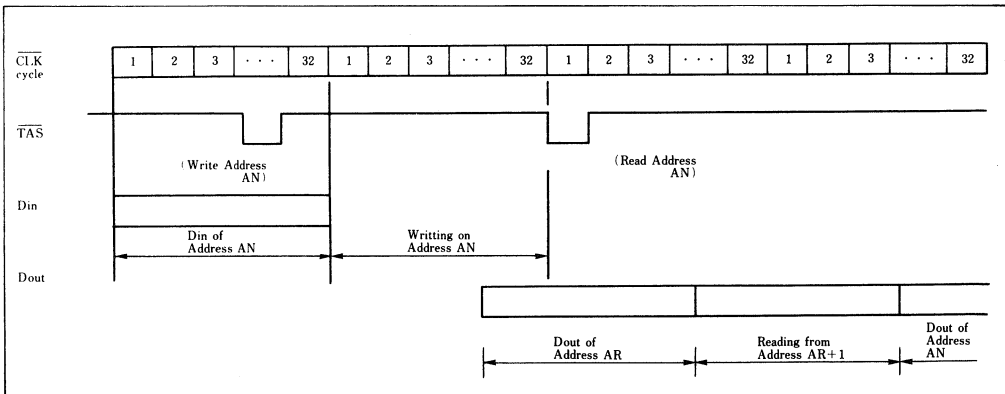 CLK
cycle
1 2 3 · · · 32 1 2 3 · · · 32 1 2 3 · · · 32 1 2 3 · · · 32
TAS
(Write Address
AN)
(Read Address
AN)
Din
Din of
Address AN
Writting on
Address AN
Dout
Dout of
Address AR
Reading from
Address AR+1
Dout of
Address
AN